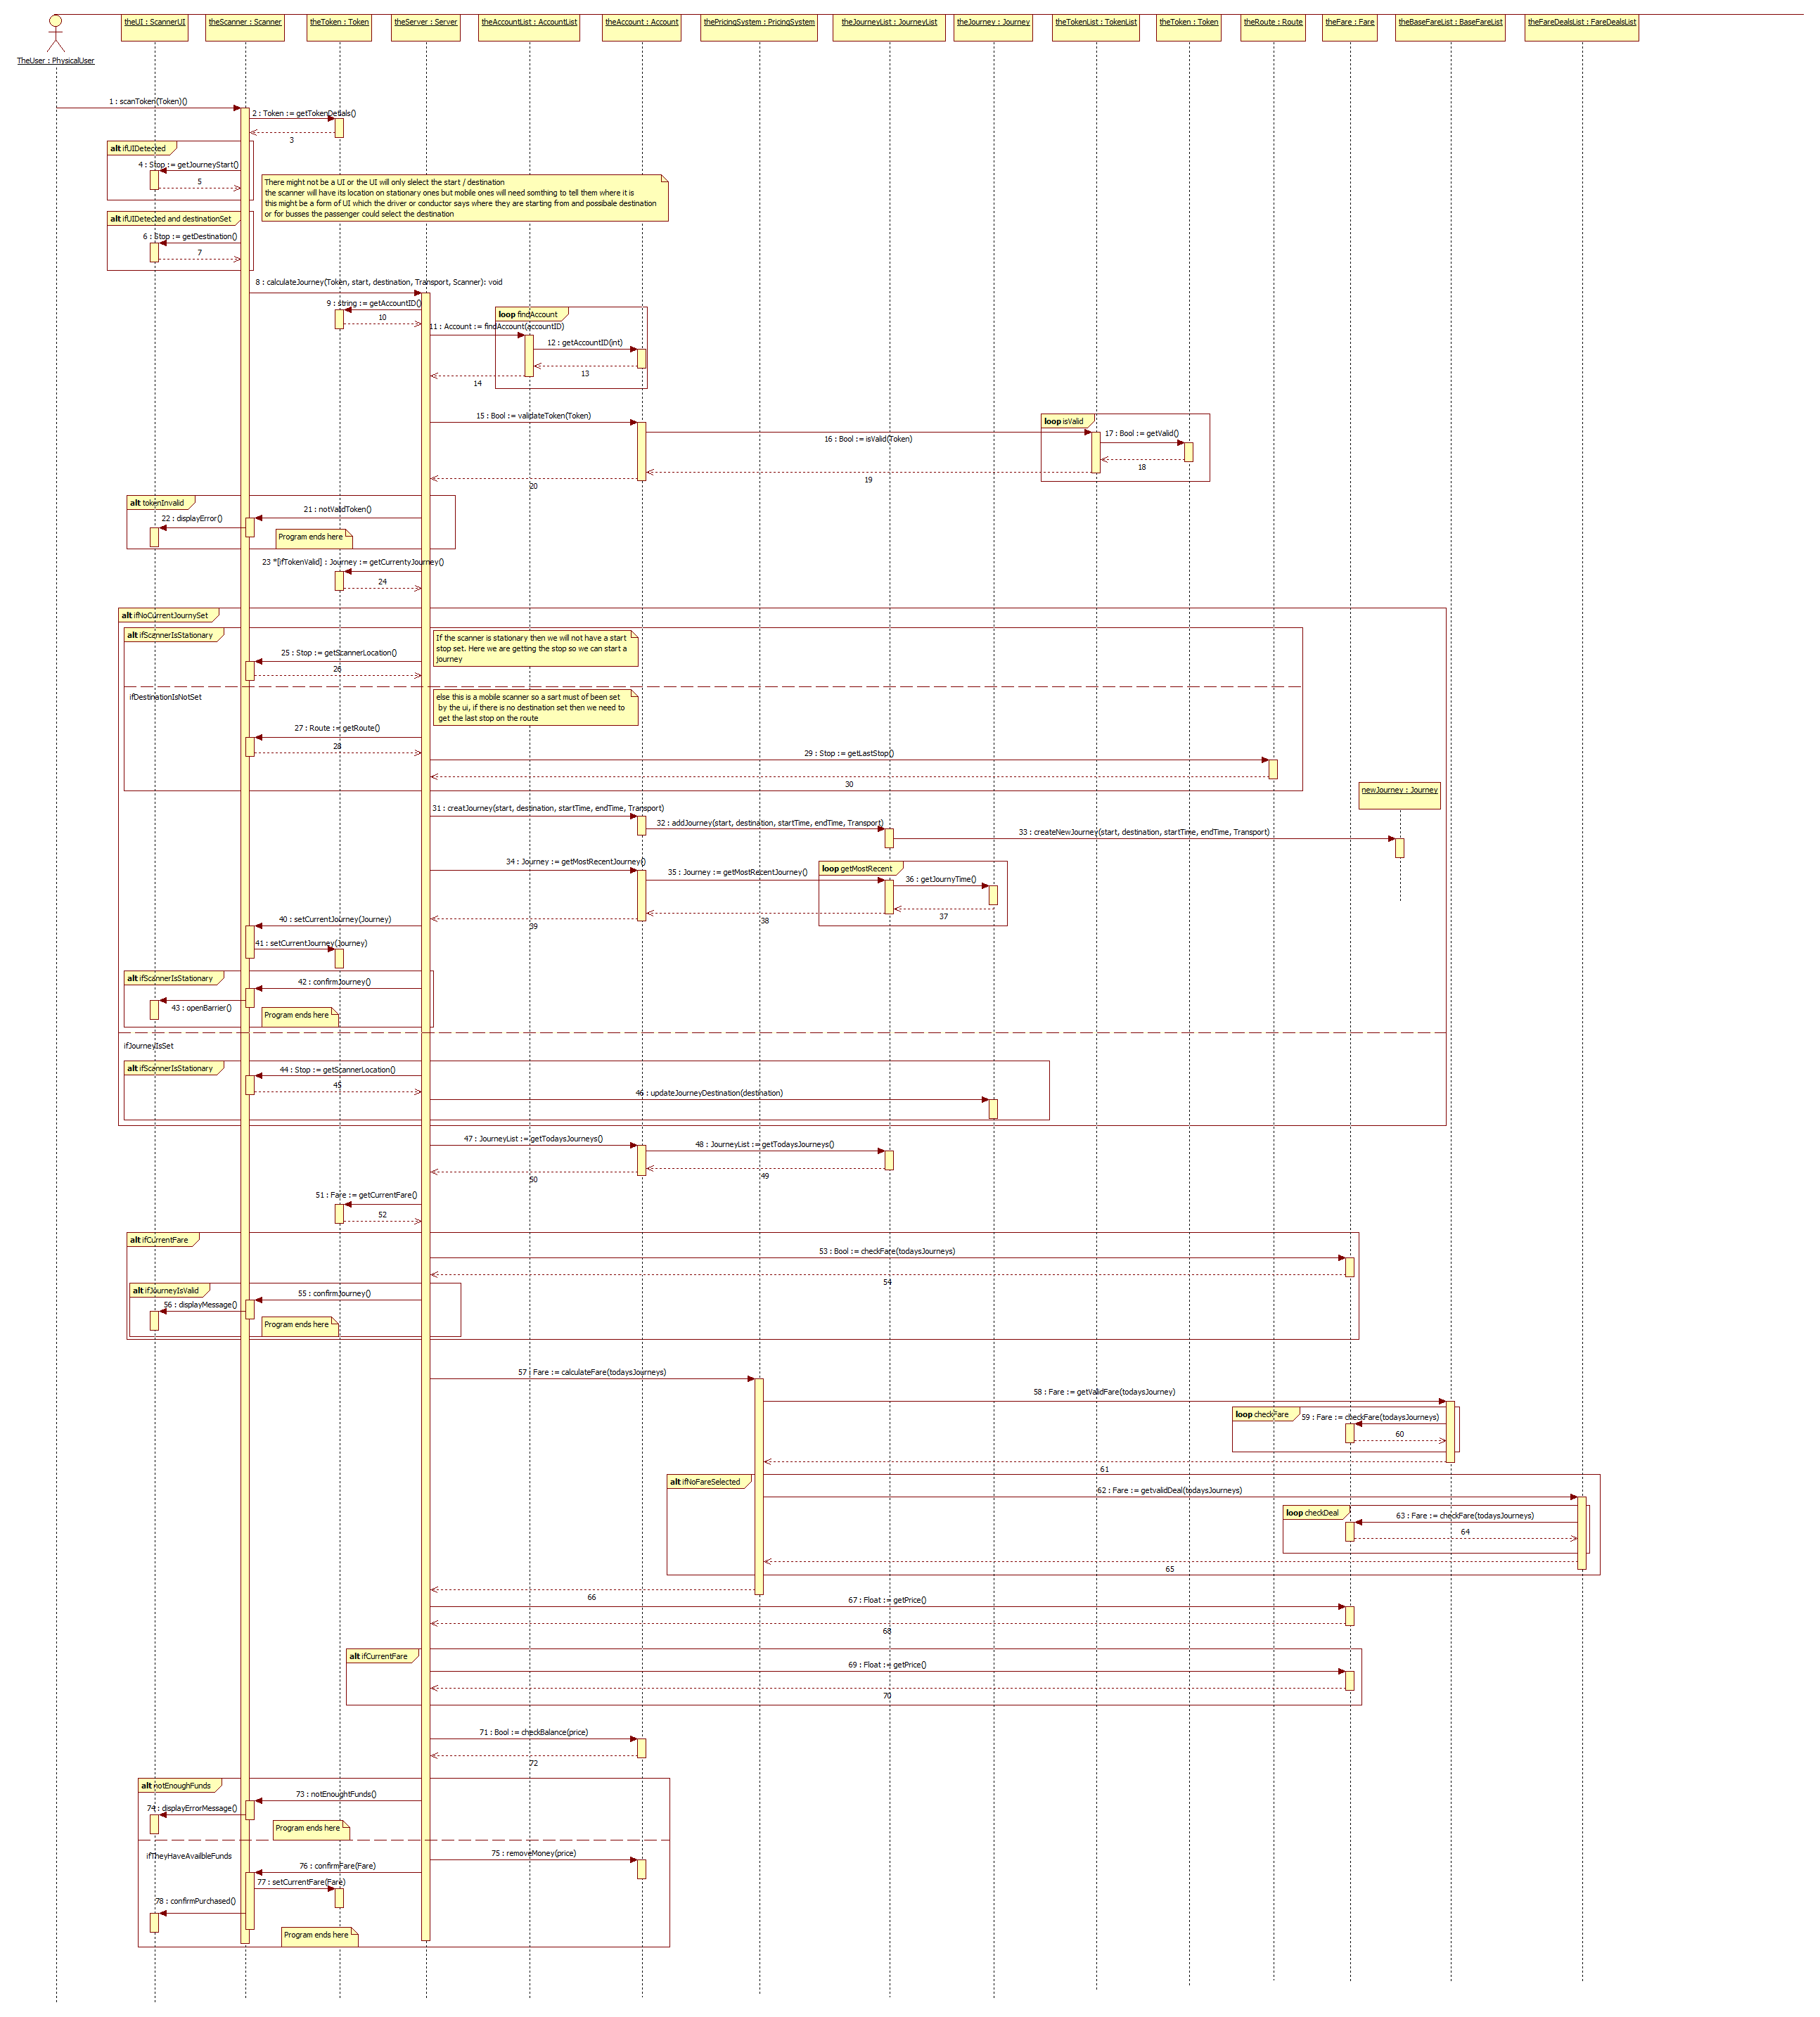 theUI : ScannerUI
theScanner : Scanner
theToken : Token
theServer : Server
theAccountList : AccountList
theAccount : Account
thePricingSystem : PricingSystem
theJourneyList : JourneyList
theJourney : Journey
theTokenList : TokenList
theToken : Token
theRoute : Route
theFare : Fare
theBaseFareList : BaseFareList
theFareDealsList : FareDealsList
TheUser : PhysicalUser
1 : scanToken(Token)()
2 : Token := getTokenDetials()
3
alt ifUIDetected
4 : Stop := getJourneyStart()
5
There might not be a UI or the UI will only slelect the start / destination
the scanner will have its location on stationary ones but mobile ones will need somthing to tell them where it is
this might be a form of UI which the driver or conductor says where they are starting from and possibale destination
or for busses the passenger could select the destination
alt ifUIDetected and destinationSet
6 : Stop := getDestination()
7
8 : calculateJourney(Token, start, destination, Transport, Scanner): void
9 : string := getAccountID()
10
loop findAccount
11 : Account := findAccount(accountID)
12 : getAccountID(int)
13
14
15 : Bool := validateToken(Token)
loop isValid
16 : Bool := isValid(Token)
17 : Bool := getValid()
18
19
20
alt tokenInvalid
21 : notValidToken()
22 : displayError()
Program ends here
23 *[ifTokenValid] : Journey := getCurrentyJourney()
24
alt ifNoCurrentJournySet
alt ifScannerIsStationary
If the scanner is stationary then we will not have a start
stop set. Here we are getting the stop so we can start a
journey
25 : Stop := getScannerLocation()
26
ifDestinationIsNotSet
else this is a mobile scanner so a sart must of been set
by the ui, if there is no destination set then we need to
get the last stop on the route
27 : Route := getRoute()
28
29 : Stop := getLastStop()
30
newJourney : Journey
31 : creatJourney(start, destination, startTime, endTime, Transport)
32 : addJourney(start, destination, startTime, endTime, Transport)
33 : createNewJourney(start, destination, startTime, endTime, Transport)
34 : Journey := getMostRecentJourney()
35 : Journey := getMostRecentJourney()
loop getMostRecent
36 : getJournyTime()
37
38
39
40 : setCurrentJourney(Journey)
41 : setCurrentJourney(Journey)
alt ifScannerIsStationary
42 : confirmJourney()
43 : openBarrier()
Program ends here
ifJourneyIsSet
alt ifScannerIsStationary
44 : Stop := getScannerLocation()
45
46 : updateJourneyDestination(destination)
47 : JourneyList := getTodaysJourneys()
48 : JourneyList := getTodaysJourneys()
49
50
51 : Fare := getCurrentFare()
52
alt ifCurrentFare
53 : Bool := checkFare(todaysJourneys)
54
alt ifJourneyIsValid
55 : confirmJourney()
56 : displayMessage()
Program ends here
57 : Fare := calculateFare(todaysJourneys)
58 : Fare := getValidFare(todaysJourney)
loop checkFare
59 : Fare := checkFare(todaysJourneys)
60
61
alt ifNoFareSelected
62 : Fare := getvalidDeal(todaysJourneys)
loop checkDeal
63 : Fare := checkFare(todaysJourneys)
64
65
66
67 : Float := getPrice()
68
alt ifCurrentFare
69 : Float := getPrice()
70
71 : Bool := checkBalance(price)
72
alt notEnoughFunds
73 : notEnoughtFunds()
74 : displayErrorMessage()
Program ends here
ifTheyHaveAvailbleFunds
75 : removeMoney(price)
76 : confirmFare(Fare)
77 : setCurrentFare(Fare)
78 : confirmPurchased()
Program ends here